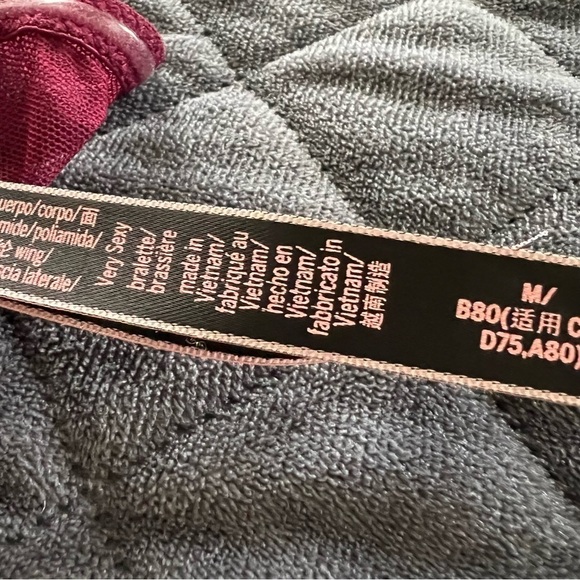 uerpo/corpo/面
mide/poliamida/
wing/
ccia laterale/
Very Sexy
bralette/
brassière
made in
Vietnam/
fabriqué au
Vietnam/
hecho en
Vietnam/
fabricato in
Vietnam/
越南制造
M/
B80(适用 C
D75,A80)